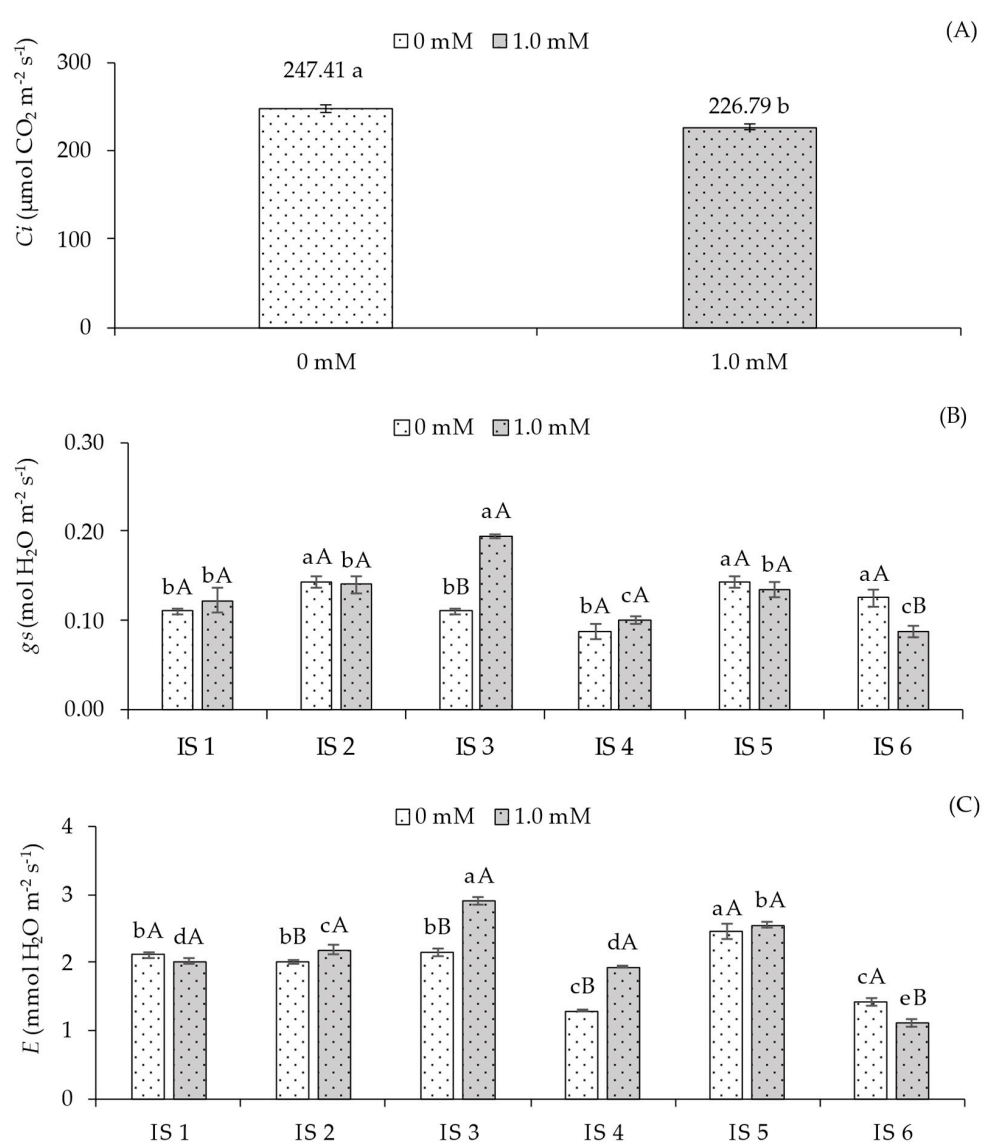 (A)
0 mM 1.0 mM
Ci (µmol CO₂ m⁻² s⁻¹)
300
200
100
0
247.41 a
226.79 b
0 mM 1.0 mM
(B)
0 mM 1.0 mM
gs (mol H₂O m⁻² s⁻¹)
0.30
0.20
0.10
0.00
bA bA aA bA bB aA bA cA aA bA aA cB
IS 1 IS 2 IS 3 IS 4 IS 5 IS 6
(C)
0 mM 1.0 mM
E (mmol H₂O m⁻² s⁻¹)
4
3
2
1
0
bA dA bB cA bB aA cB dA aA bA cA eB
IS 1 IS 2 IS 3 IS 4 IS 5 IS 6